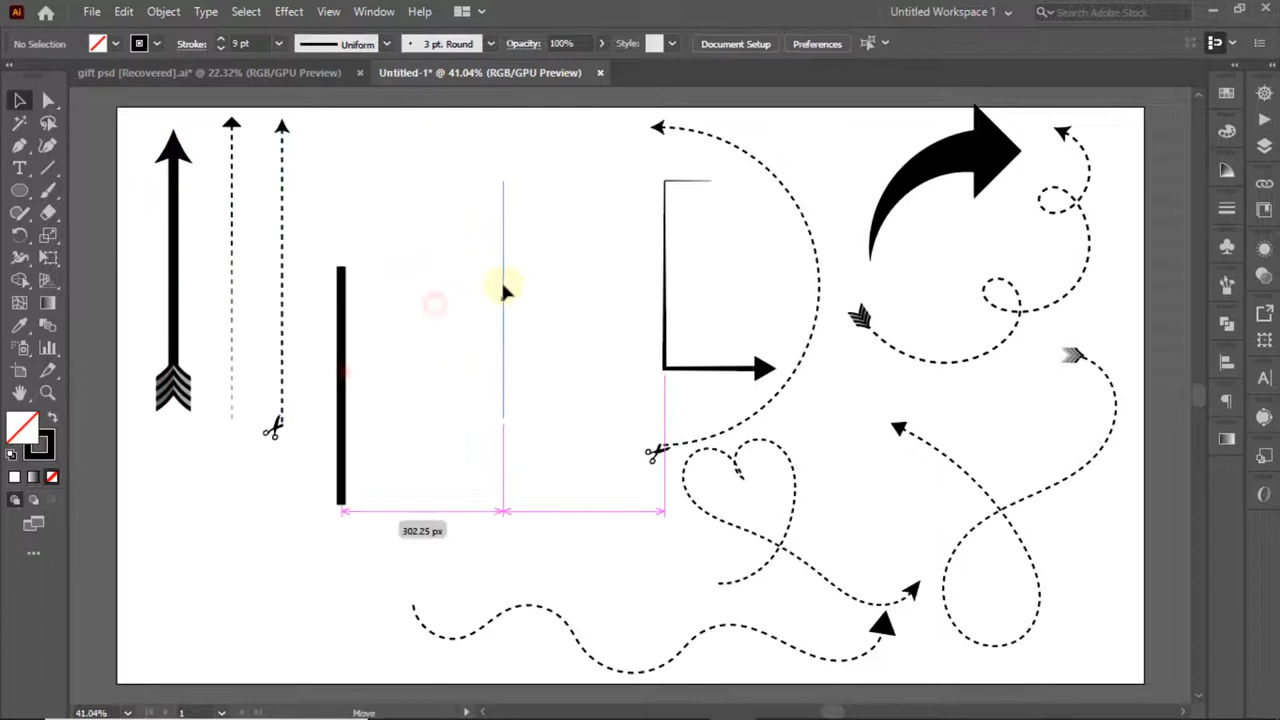 Ai File Edit Object Type Select Effect View Window Help Untitled Workspace 1 Search Adobe Stock
No Selection Stroke: 9 pt Uniform 3 pt. Round Opacity: 100% Style: Document Setup Preferences
gift psd [Recovered].ai* @ 22.32% (RGB/GPU Preview) × Untitled-1* @ 41.04% (RGB/GPU Preview) ×
302.25 px
41.04% 1 Move